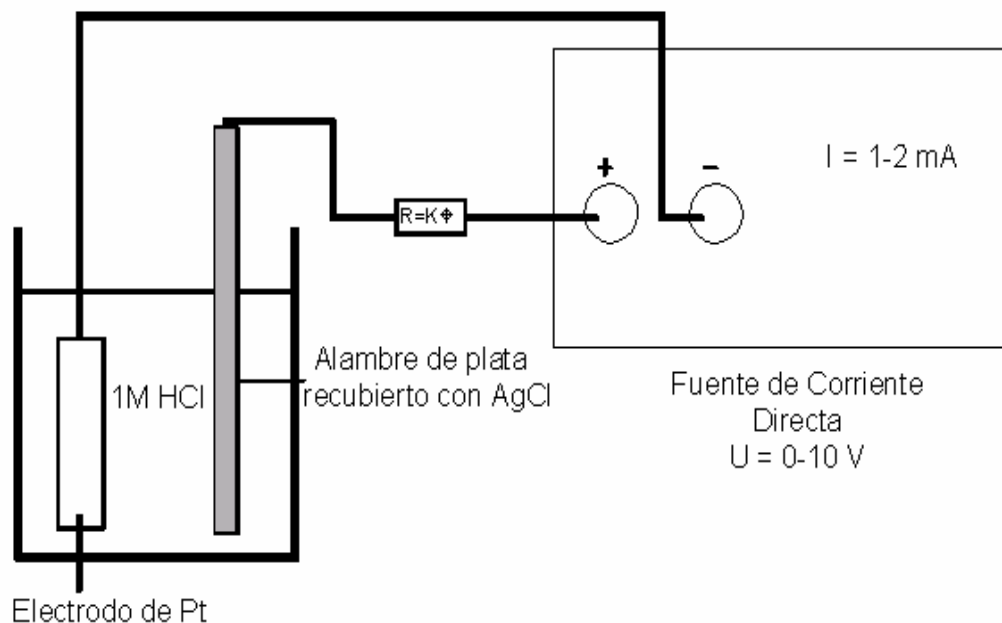 +
-
I = 1-2 mA
R=KΦ
1M HCl
Alambre de plata
recubierto con AgCl
Fuente de Corriente
Directa
U = 0-10 V
Electrodo de Pt